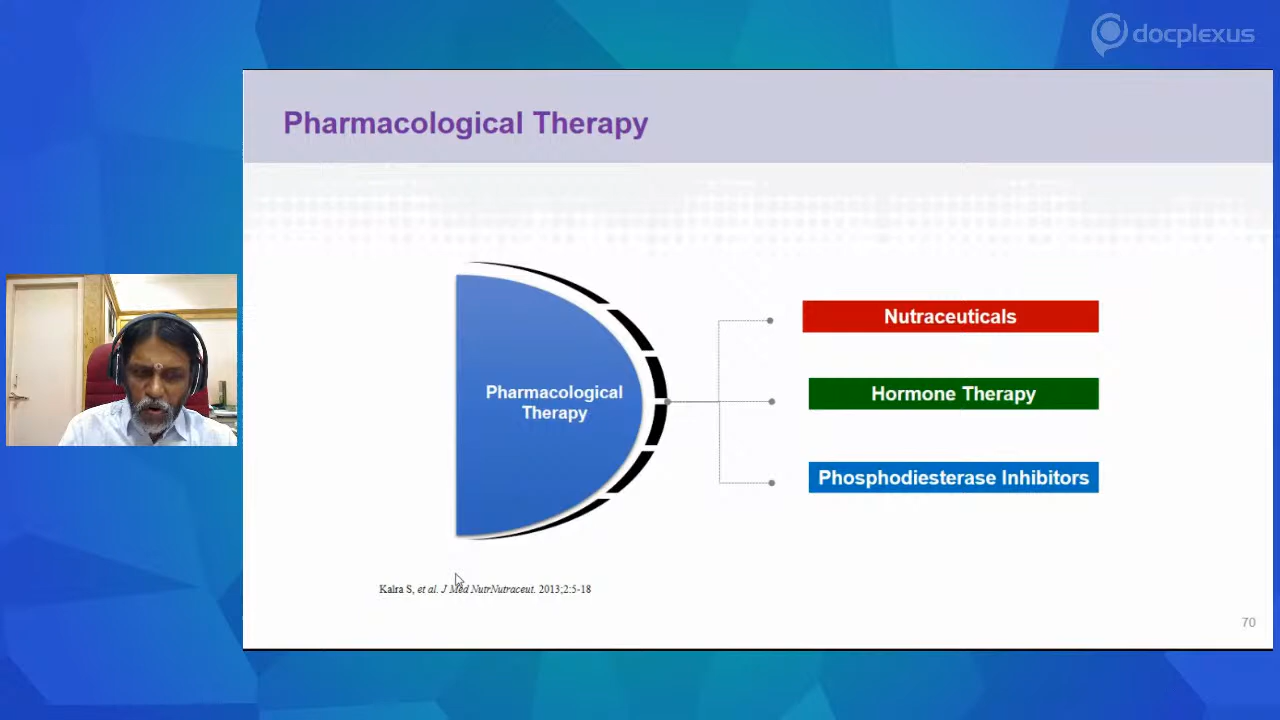 docplexus
Pharmacological Therapy
Pharmacological
Therapy
Nutraceuticals
Hormone Therapy
Phosphodiesterase Inhibitors
Kalra S, et al. J Med NutrNutraceut. 2013;2:5-18
70